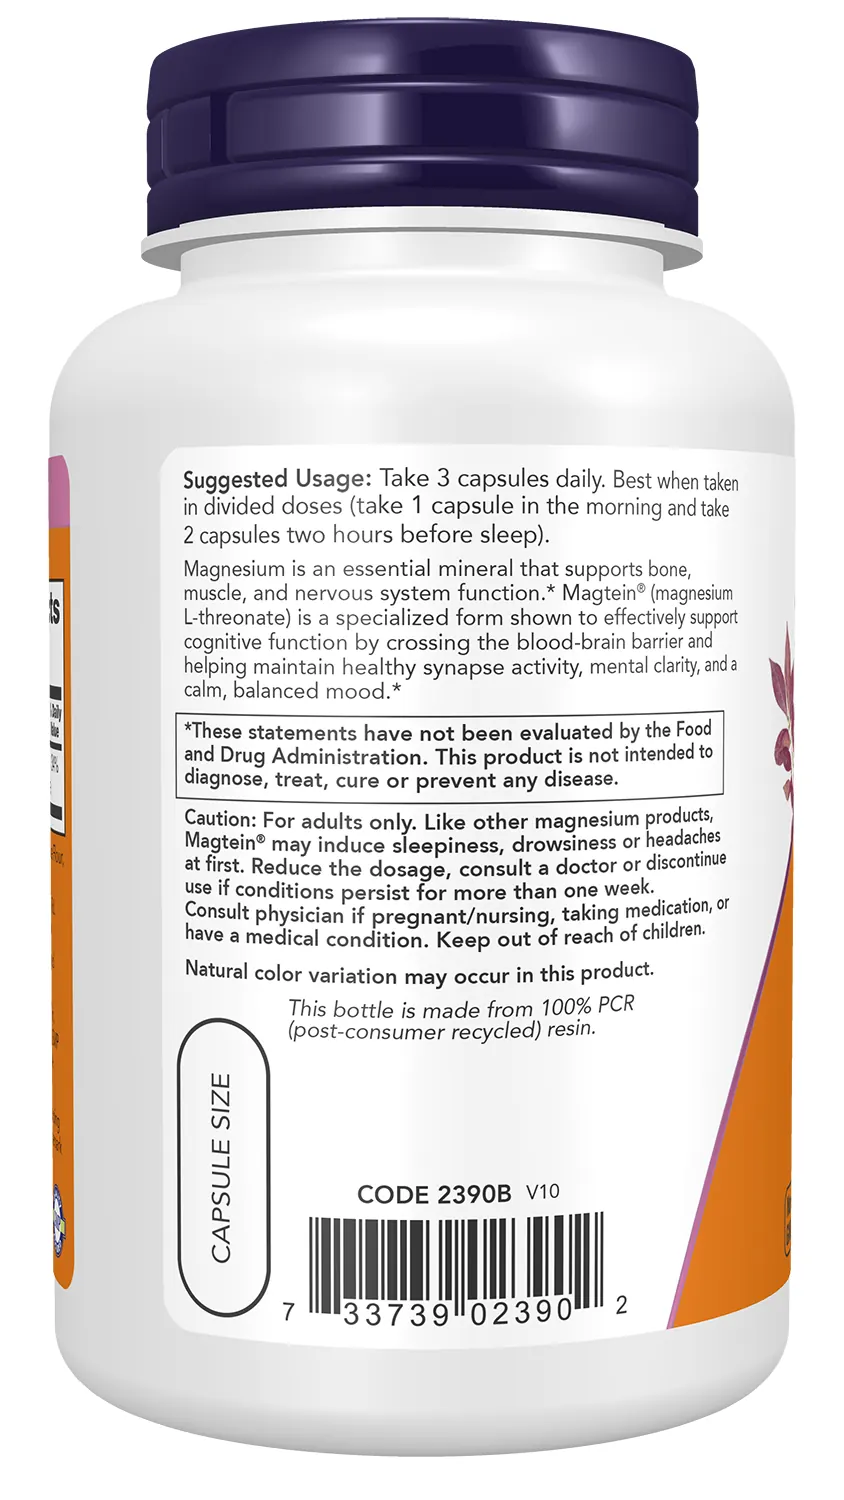 Suggested Usage: Take 3 capsules daily. Best when taken
in divided doses (take 1 capsule in the morning and take
2 capsules two hours before sleep).
Magnesium is an essential mineral that supports bone,
muscle, and nervous system function.* Magtein® (magnesium
L-threonate) is a specialized form shown to effectively support
cognitive function by crossing the blood-brain barrier and
helping maintain healthy synapse activity, mental clarity, and a
calm, balanced mood.*
*These statements have not been evaluated by the Food
and Drug Administration. This product is not intended to
diagnose, treat, cure or prevent any disease.
Caution: For adults only. Like other magnesium products,
Magtein® may induce sleepiness, drowsiness or headaches
at first. Reduce the dosage, consult a doctor or discontinue
use if conditions persist for more than one week.
Consult physician if pregnant/nursing, taking medication, or
have a medical condition. Keep out of reach of children.
Natural color variation may occur in this product.
This bottle is made from 100% PCR
(post-consumer recycled) resin.
CAPSULE SIZE
CODE 2390B V10
7 33739 02390 2
Daily